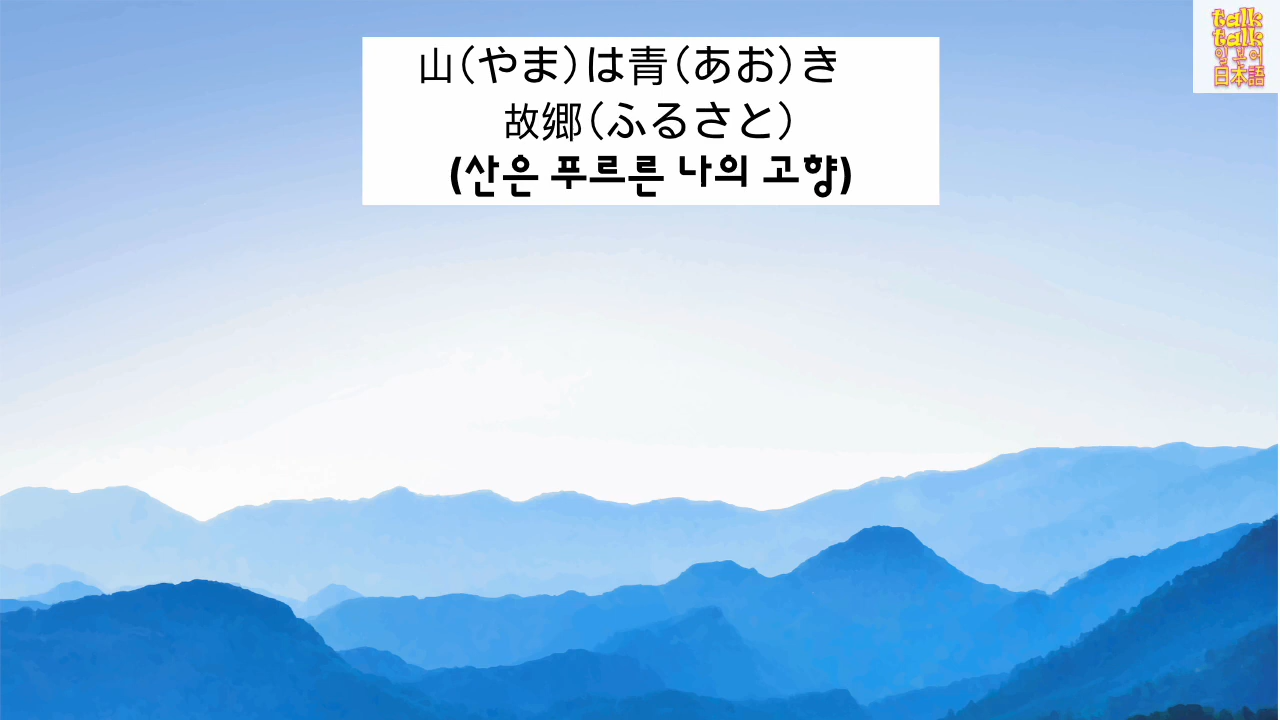 山(やま)は青(あお)き
故郷(ふるさと)
(산은 푸르른 나의 고향)
talk
talk
일본어
日本語